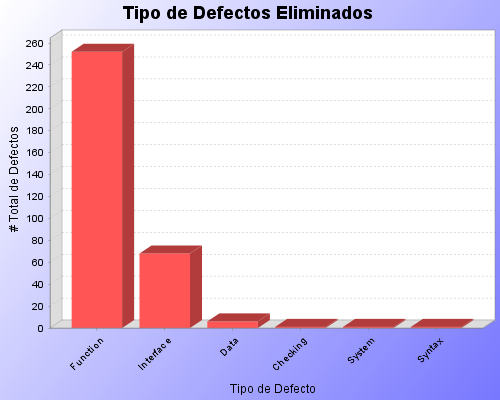 Tipo de Defectos Eliminados
# Total de Defectos
260
240
220
200
180
160
140
120
100
80
60
40
20
0
Function
Interface
Data
Checking
System
Syntax
Tipo de Defecto